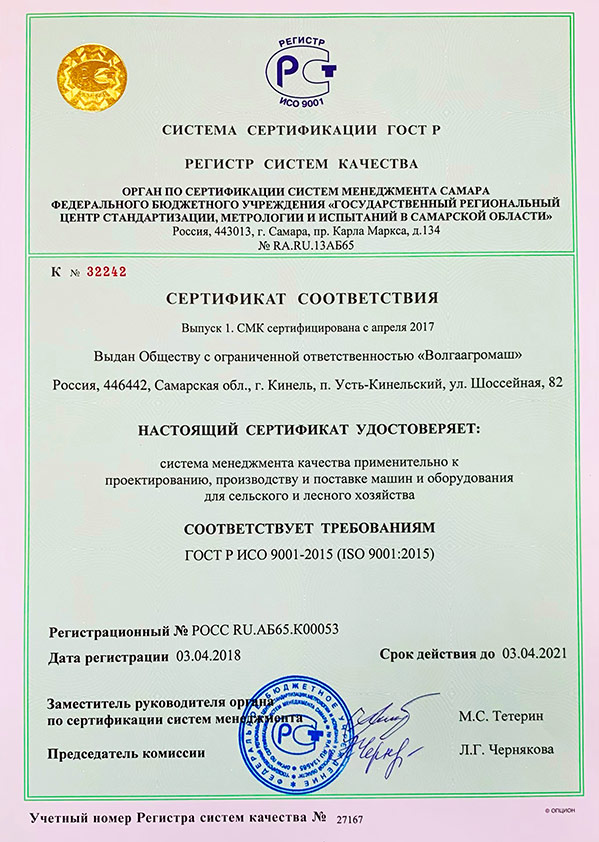 РЕГИСТР
РСТ
ИСО 9001
СИСТЕМА СЕРТИФИКАЦИИ ГОСТ Р
РЕГИСТР СИСТЕМ КАЧЕСТВА
ОРГАН ПО СЕРТИФИКАЦИИ СИСТЕМ МЕНЕДЖМЕНТА САМАРА
ФЕДЕРАЛЬНОГО БЮДЖЕТНОГО УЧРЕЖДЕНИЯ «ГОСУДАРСТВЕННЫЙ РЕГИОНАЛЬНЫЙ
ЦЕНТР СТАНДАРТИЗАЦИИ, МЕТРОЛОГИИ И ИСПЫТАНИЙ В САМАРСКОЙ ОБЛАСТИ»
Россия, 443013, г. Самара, пр. Карла Маркса, д.134
№ RA.RU.13АБ65
К № 32242
СЕРТИФИКАТ СООТВЕТСТВИЯ
Выпуск 1. СМК сертифицирована с апреля 2017
Выдан Обществу с ограниченной ответственностью «Волгаагромаш»
Россия, 446442, Самарская обл., г. Кинель, п. Усть-Кинельский, ул. Шоссейная, 82
НАСТОЯЩИЙ СЕРТИФИКАТ УДОСТОВЕРЯЕТ:
система менеджмента качества применительно к
проектированию, производству и поставке машин и оборудования
для сельского и лесного хозяйства
СООТВЕТСТВУЕТ ТРЕБОВАНИЯМ
ГОСТ Р ИСО 9001-2015 (ISO 9001:2015)
Регистрационный № РОСС RU.АБ65.К00053
Дата регистрации 03.04.2018 Срок действия до 03.04.2021
Заместитель руководителя органа
по сертификации систем менеджмента М.С. Тетерин
Председатель комиссии Л.Г. Чернякова
© ОПЦИОН
Учетный номер Регистра систем качества № 27167